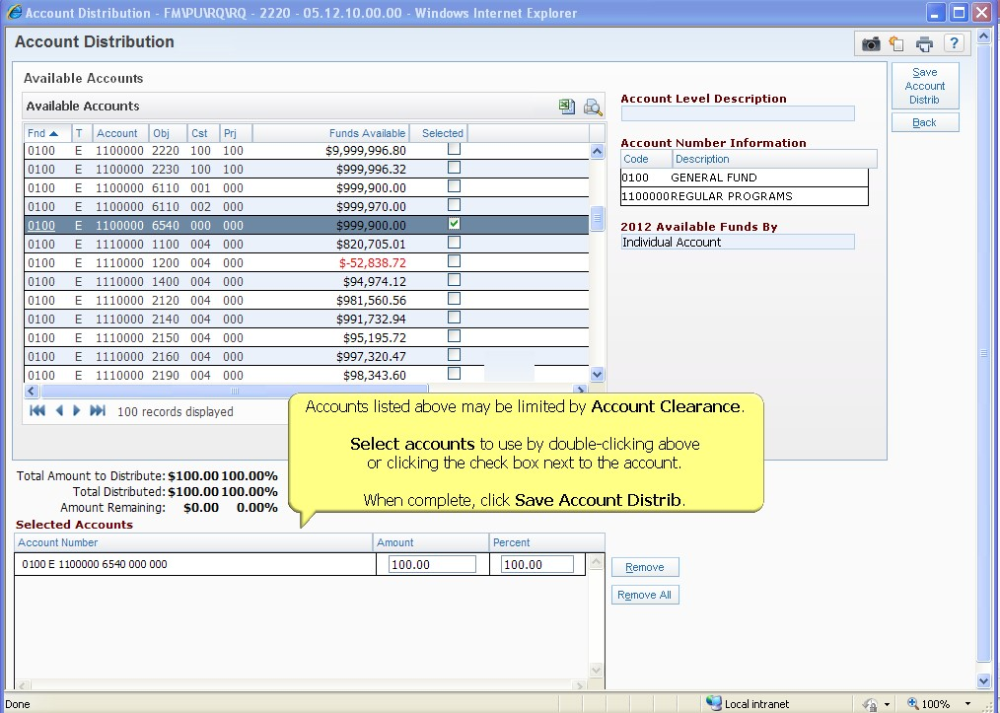 Account Distribution - FM\PU\RQ\RQ - 2220 - 05.12.10.00.00 - Windows Internet Explorer
Account Distribution
?
Save Account Distrib
Back
Available Accounts
Available Accounts
Fnd T Account Obj Cst Prj Funds Available Selected
0100 E 1100000 2220 100 100 $9,999,996.80
0100 E 1100000 2230 100 100 $999,996.32
0100 E 1100000 6110 001 000 $999,900.00
0100 E 1100000 6110 002 000 $999,970.00
0100 E 1100000 6540 000 000 $999,900.00
0100 E 1110000 1100 004 000 $820,705.01
0100 E 1110000 1200 004 000 $-52,838.72
0100 E 1110000 1400 004 000 $94,974.12
0100 E 1110000 2120 004 000 $981,560.56
0100 E 1110000 2140 004 000 $991,732.94
0100 E 1110000 2150 004 000 $95,195.72
0100 E 1110000 2160 004 000 $997,320.47
0100 E 1110000 2190 004 000 $98,343.60
100 records displayed
Account Level Description
Account Number Information
Code Description
0100 GENERAL FUND
1100000 REGULAR PROGRAMS
2012 Available Funds By
Individual Account
Accounts listed above may be limited by Account Clearance.
Select accounts to use by double-clicking above
or clicking the check box next to the account.
When complete, click Save Account Distrib.
Total Amount to Distribute: $100.00 100.00%
Total Distributed: $100.00 100.00%
Amount Remaining: $0.00 0.00%
Selected Accounts
Account Number Amount Percent
0100 E 1100000 6540 000 000 100.00 100.00
Remove
Remove All
Done Local intranet 100%